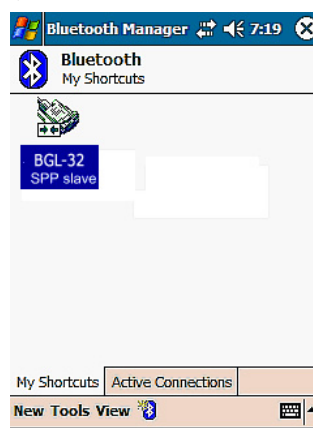 Bluetooth Manager 7:19
Bluetooth
My Shortcuts
BGL-32
SPP slave
My Shortcuts Active Connections
New Tools View